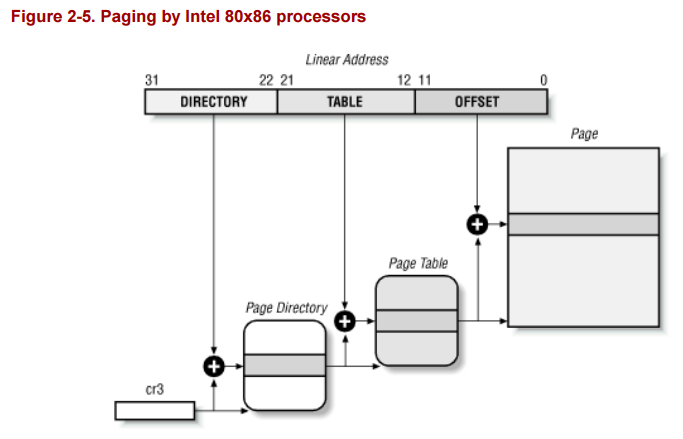 Figure 2-5. Paging by Intel 80x86 processors
Linear Address
31 22 21 12 11 0
DIRECTORY TABLE OFFSET
Page
Page Table
Page Directory
cr3